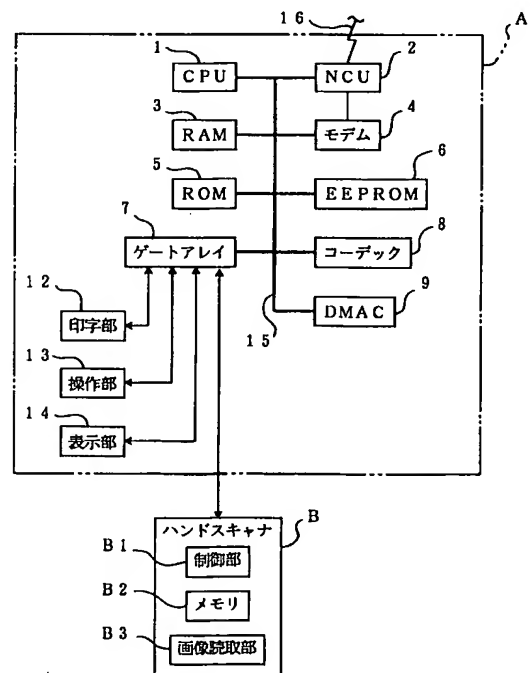 16
A
1
CPU
NCU
2
3
RAM
モデム
4
5
ROM
EEPROM
6
7
ゲートアレイ
コーデック
8
12
印字部
DMAC
9
15
13
操作部
14
表示部
ハンドスキャナ
B
B1
制御部
B2
メモリ
B3
画像読取部